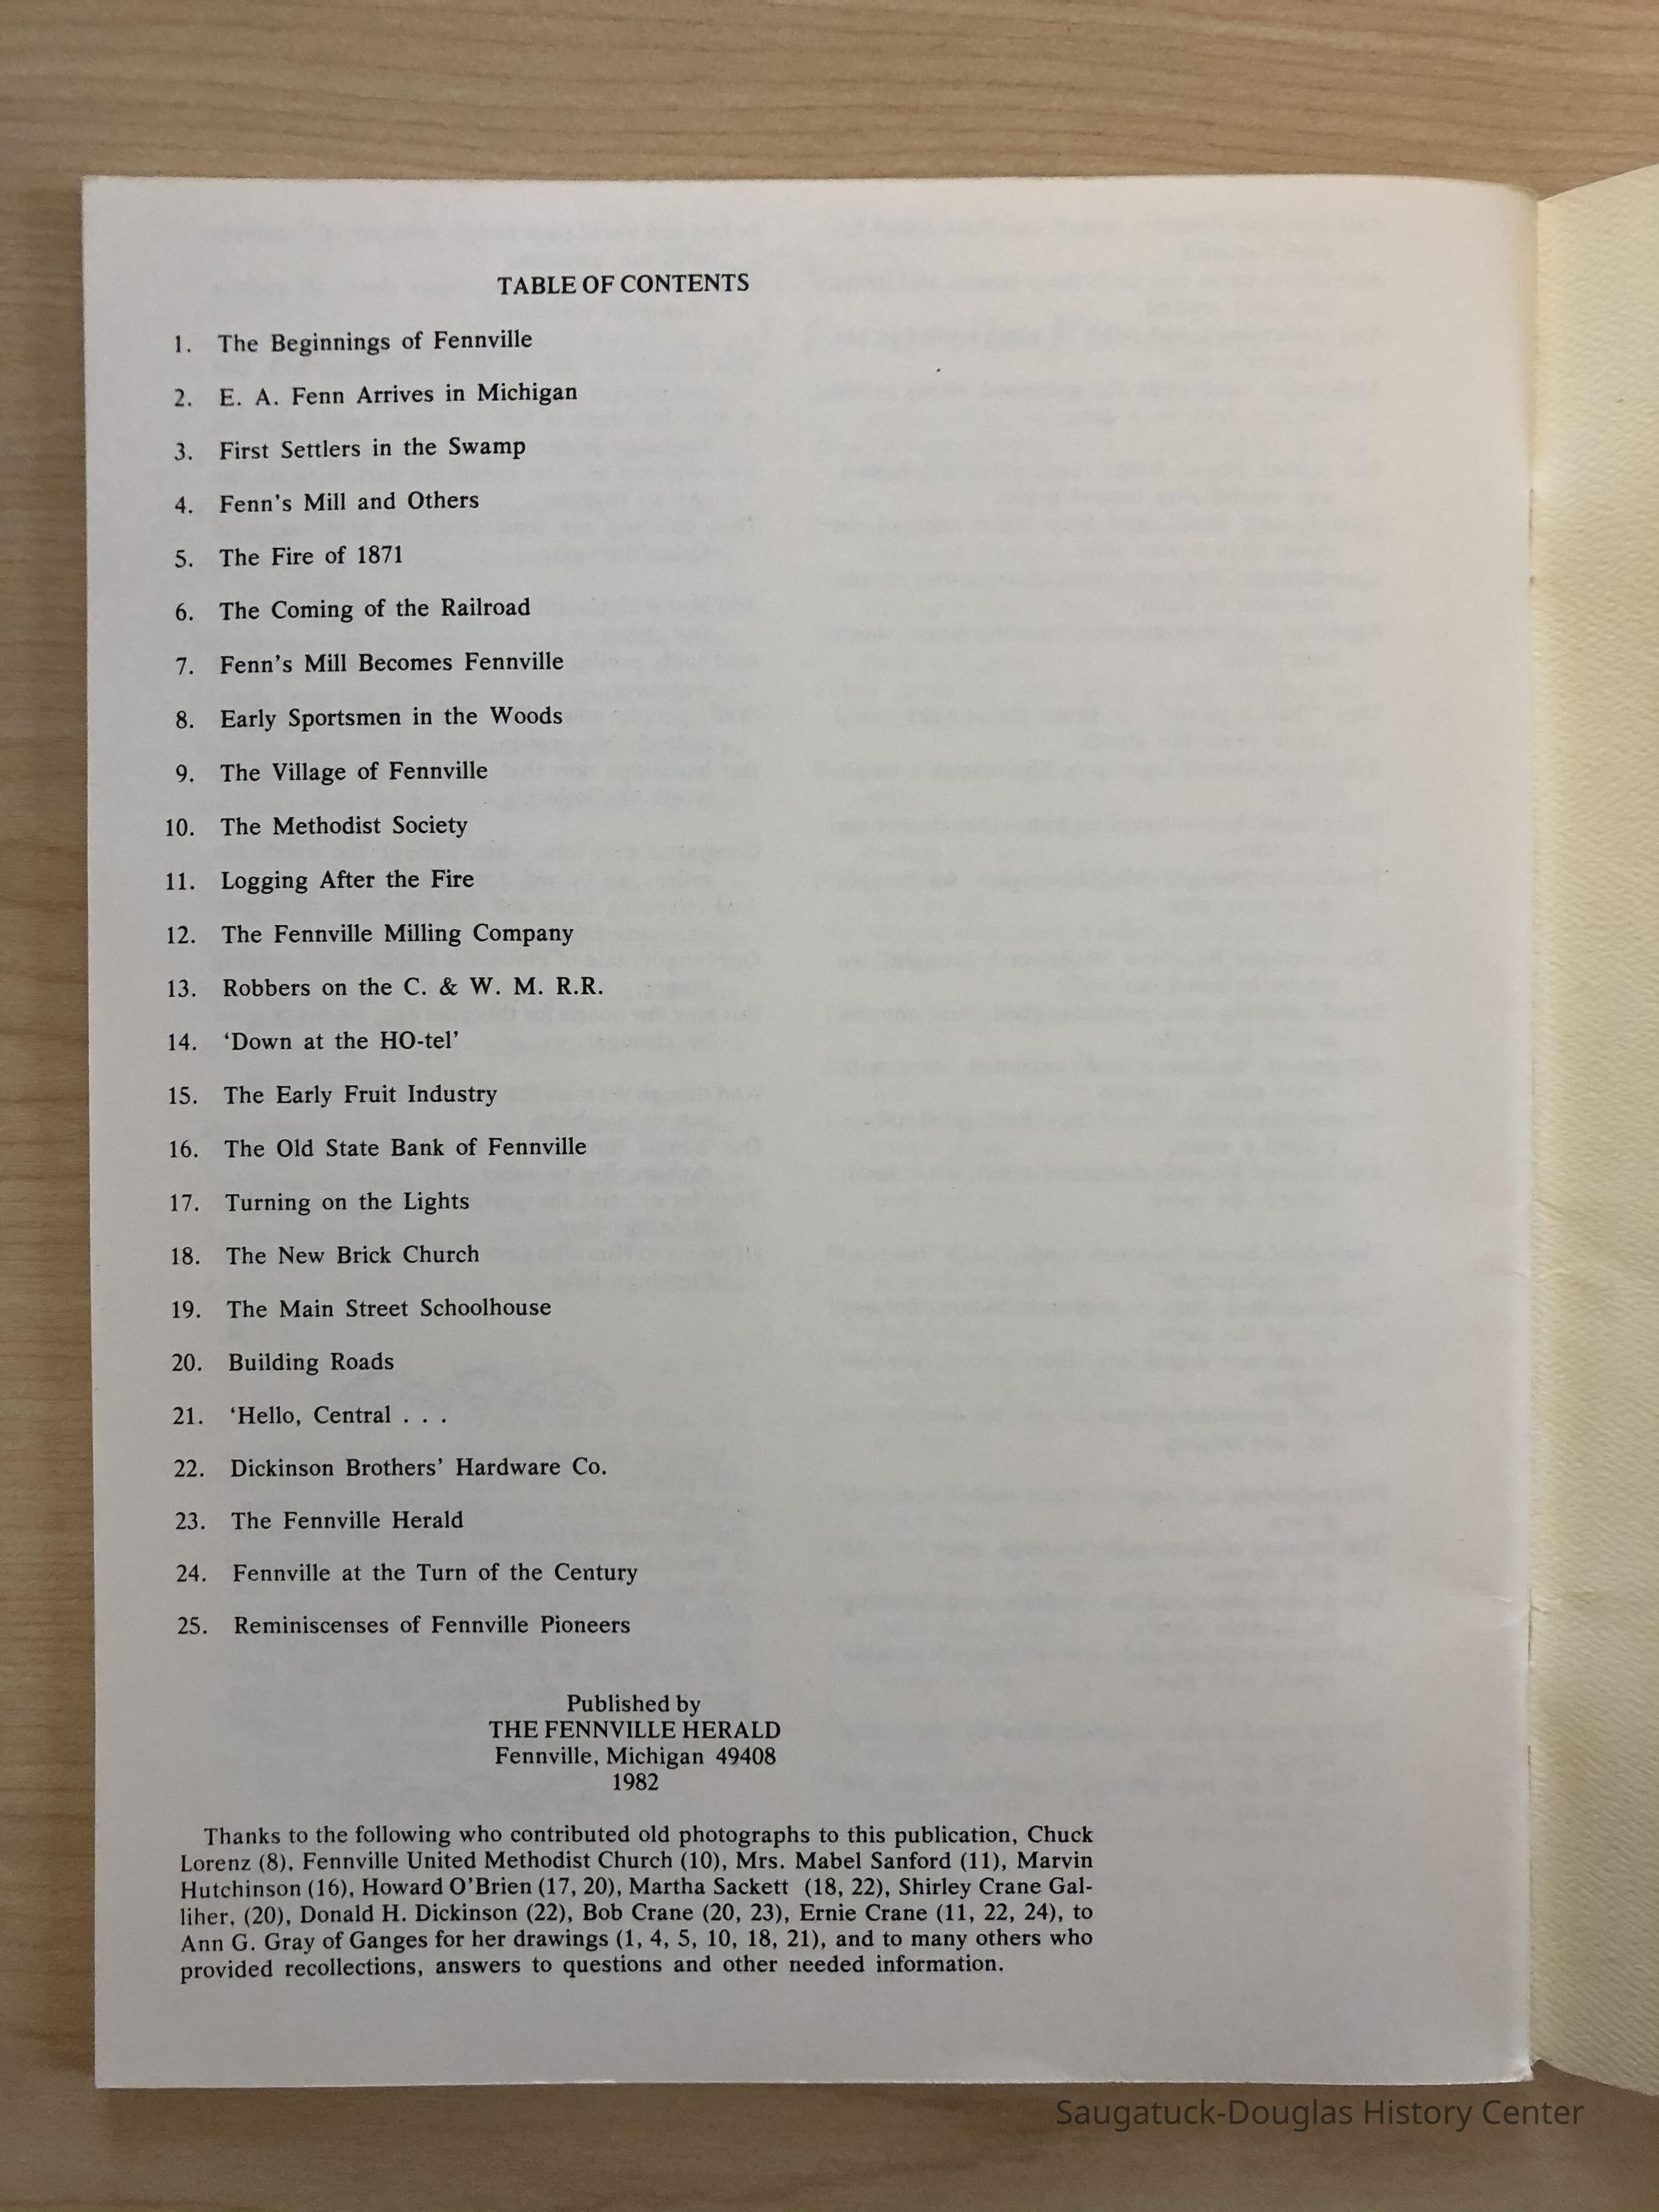 TABLE OF CONTENTS
1. The Beginnings of Fennville
2. E. A. Fenn Arrives in Michigan
3. First Settlers in the Swamp
4. Fenn's Mill and Others
5. The Fire of 1871
6. The Coming of the Railroad
7. Fenn's Mill Becomes Fennville
8. Early Sportsmen in the Woods
9. The Village of Fennville
10. The Methodist Society
11. Logging After the Fire
12. The Fennville Milling Company
13. Robbers on the C. & W. M. R.R.
14. ‘Down at the HO-tel’
15. The Early Fruit Industry
16. The Old State Bank of Fennville
17. Turning on the Lights
18. The New Brick Church
19. The Main Street Schoolhouse
20. Building Roads
21. ‘Hello, Central . . .
22. Dickinson Brothers’ Hardware Co.
23. The Fennville Herald
24. Fennville at the Turn of the Century
25. Reminiscenses of Fennville Pioneers
Published by
THE FENNVILLE HERALD
Fennville, Michigan 49408
1982
Thanks to the following who contributed old photographs to this publication, Chuck
Lorenz (8), Fennville United Methodist Church (10), Mrs. Mabel Sanford (11), Marvin
Hutchinson (16), Howard O’Brien (17, 20), Martha Sackett (18, 22), Shirley Crane Gal-
liher, (20), Donald H. Dickinson (22), Bob Crane (20, 23), Ernie Crane (11, 22, 24), to
Ann G. Gray of Ganges for her drawings (1, 4, 5, 10, 18, 21), and to many others who
provided recollections, answers to questions and other needed information.
Saugatuck-Douglas History Center